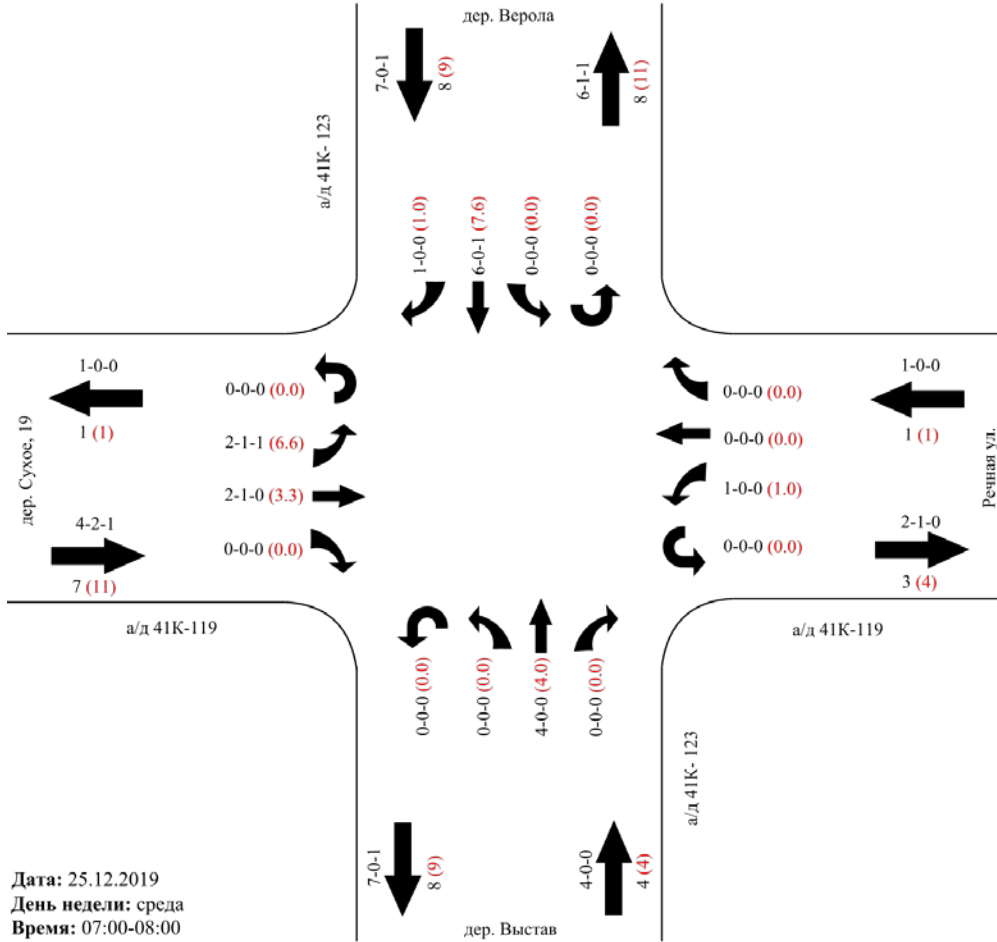 дер. Верола
7-0-1
8 (9)
6-1-1
8 (11)
а/д 41К- 123
1-0-0 (1.0)
6-0-1 (7.6)
0-0-0 (0.0)
0-0-0 (0.0)
1-0-0
1 (1)
дер. Сухое, 19
4-2-1
7 (11)
0-0-0 (0.0)
2-1-1 (6.6)
2-1-0 (3.3)
0-0-0 (0.0)
0-0-0 (0.0)
0-0-0 (0.0)
1-0-0 (1.0)
0-0-0 (0.0)
1-0-0
1 (1)
Речная ул.
2-1-0
3 (4)
а/д 41К-119
а/д 41К-119
0-0-0 (0.0)
0-0-0 (0.0)
4-0-0 (4.0)
0-0-0 (0.0)
а/д 41К- 123
7-0-1
8 (9)
4-0-0
4 (4)
дер. Выстав
Дата: 25.12.2019
День недели: среда
Время: 07:00-08:00